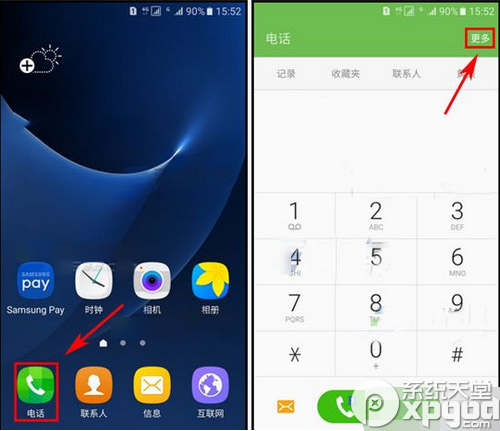 4G G 90% 15:52
SAMSUNG
pay
Samsung Pay 时钟 相机 相册
电话 联系人 信息 互联网
4G G 90% 15:52
电话 更多
记录 收藏夹 联系人
1 2 3
ABC DEF
4 5 6
GHI JKL MNO
7 8 9
PQRS TUV WXYZ
* 0 #
+
系统天堂
xpgod
.com